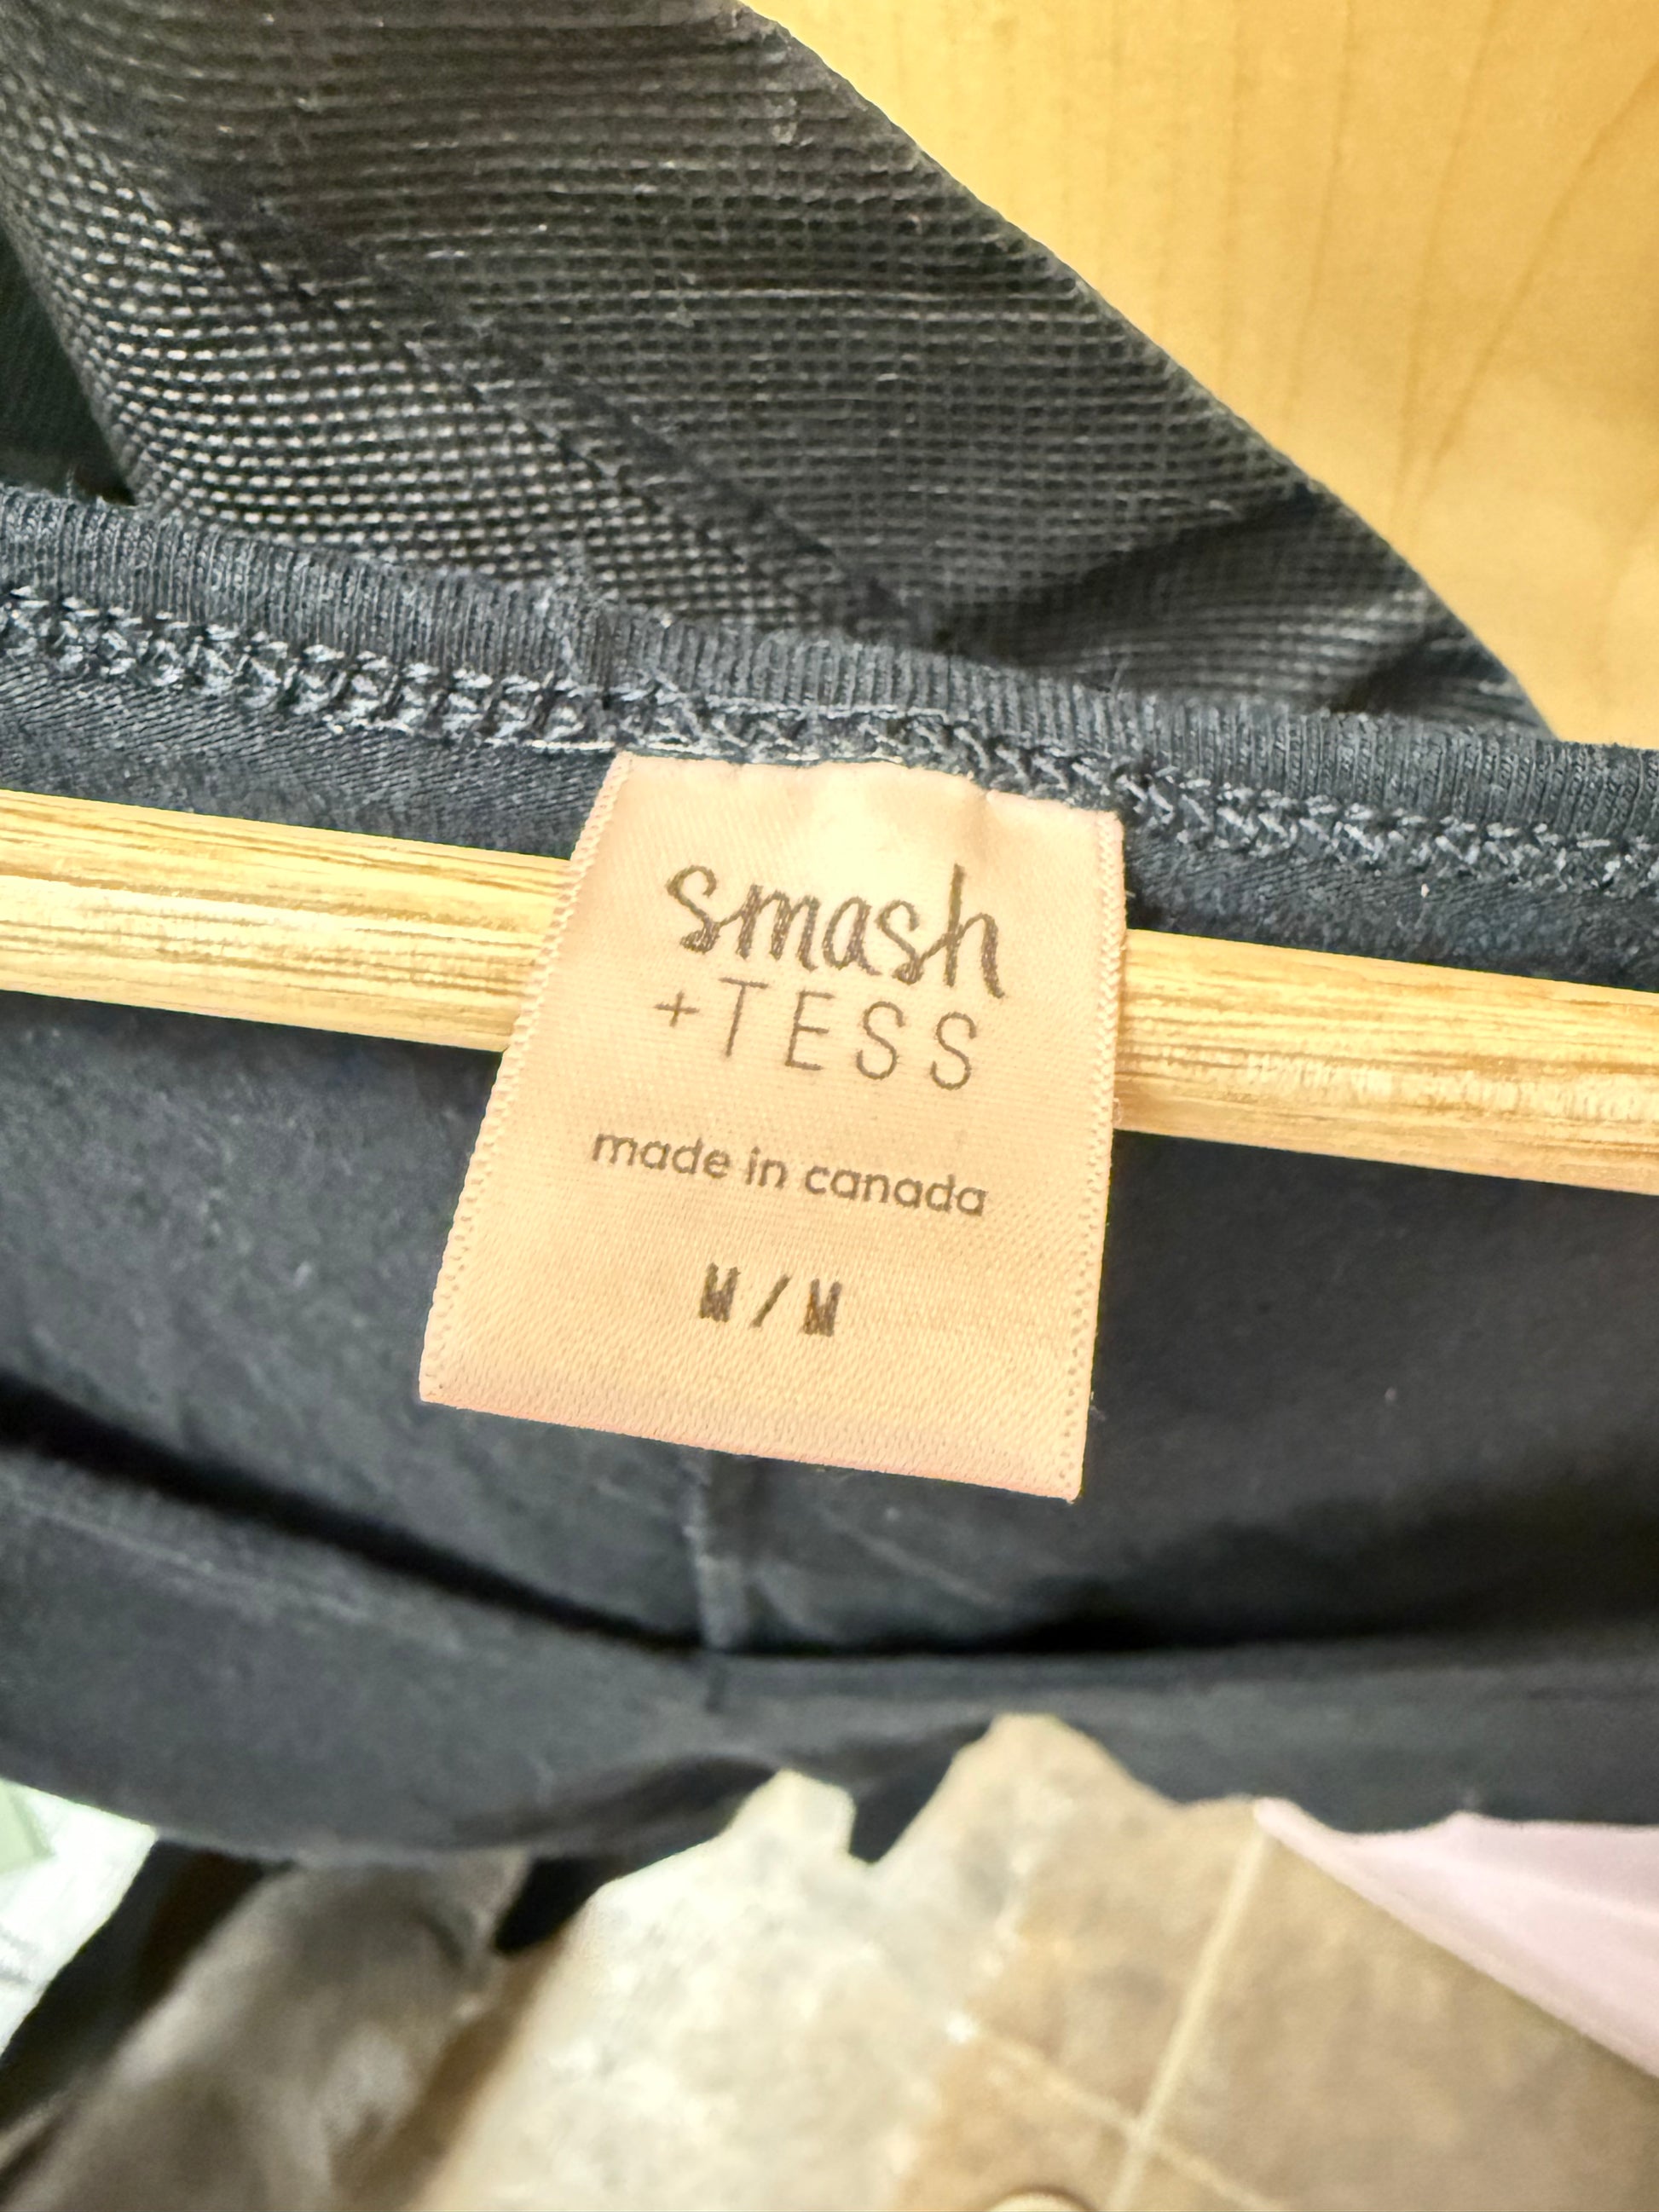 smash
+TESS
made in canada
M/M